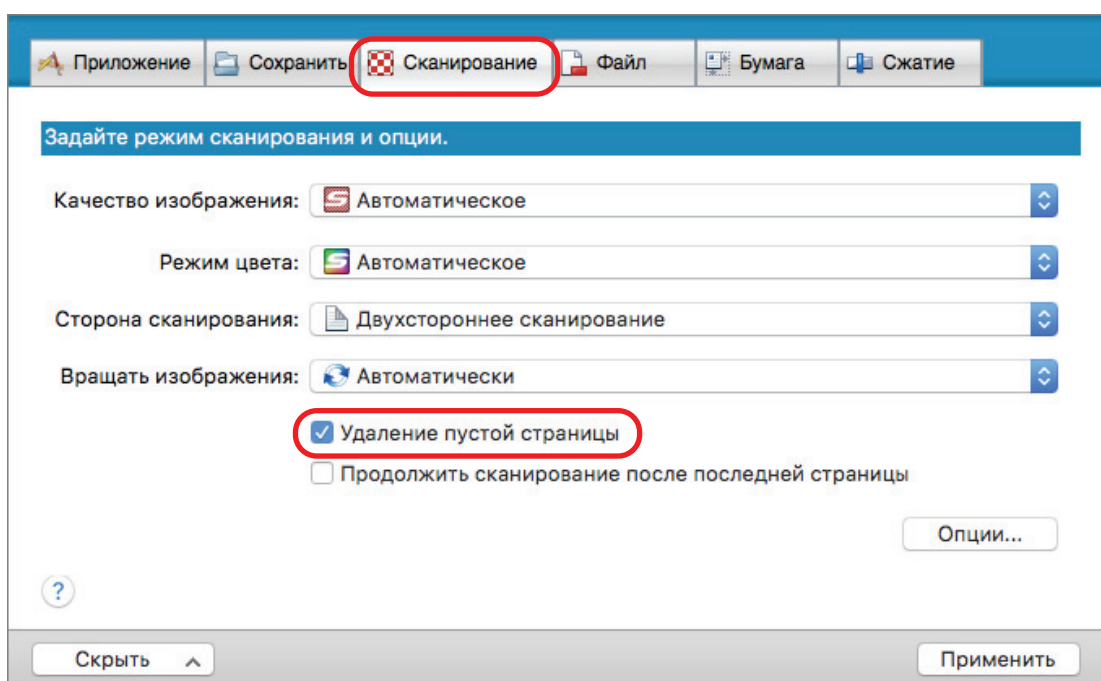 Приложение Сохранить Сканирование Файл Бумага Сжатие
Задайте режим сканирования и опции.
Качество изображения: Автоматическое
Режим цвета: Автоматическое
Сторона сканирования: Двухстороннее сканирование
Вращать изображения: Автоматически
Удаление пустой страницы
Продолжить сканирование после последней страницы
Опции...
?
Скрыть Применить